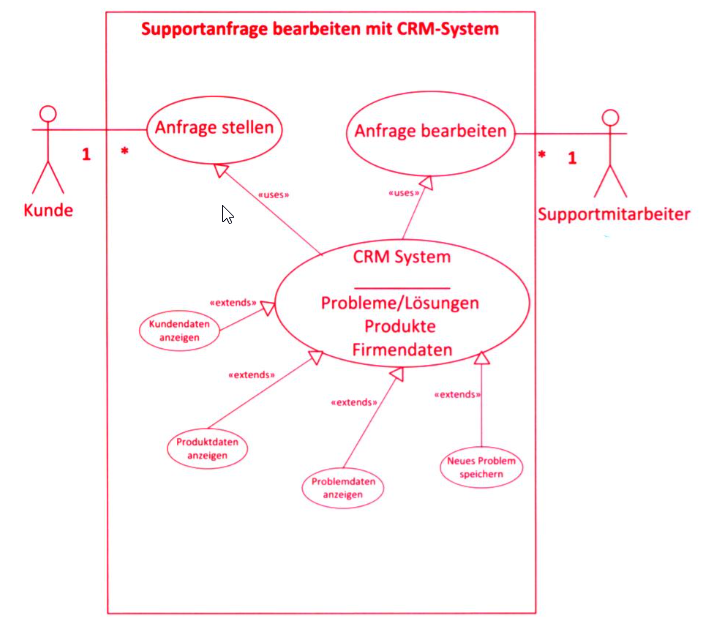 Supportanfrage bearbeiten mit CRM-System
Anfrage stellen
Anfrage bearbeiten
1
*
*
1
Kunde
Supportmitarbeiter
«uses»
«uses»
CRM System
Probleme/Lösungen
Produkte
Firmendaten
«extends»
Kundendaten
anzeigen
«extends»
«extends»
«extends»
Produktdaten
anzeigen
Problemdaten
anzeigen
Neues Problem
speichern